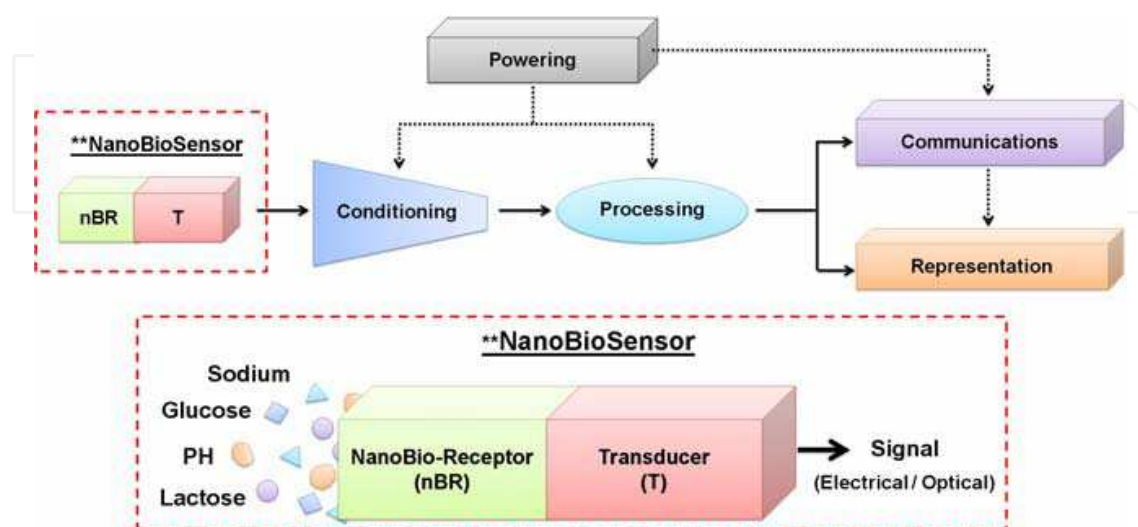 Powering
**NanoBioSensor
nBR
T
Conditioning
Processing
Communications
Representation
**NanoBioSensor
Sodium
Glucose
PH
Lactose
NanoBio-Receptor
(nBR)
Transducer
(T)
Signal
(Electrical / Optical)